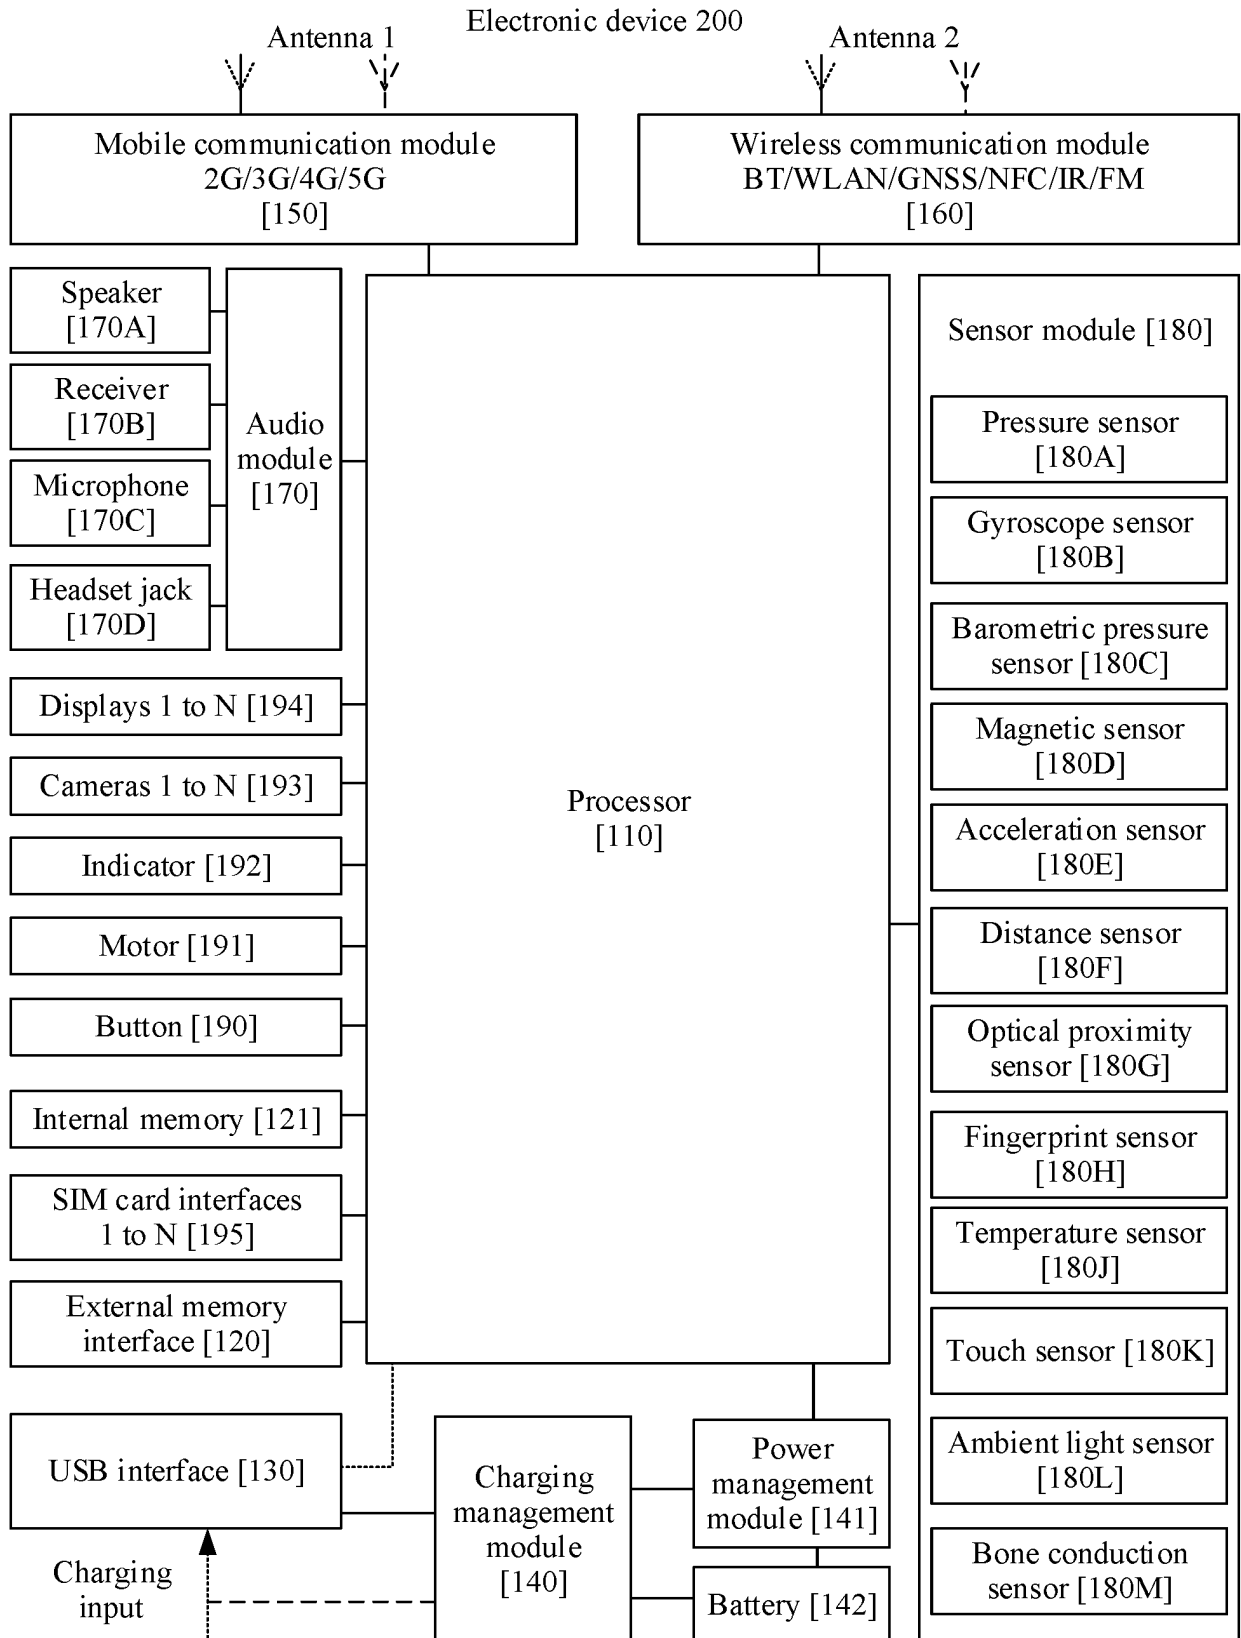 Electronic device 200
Antenna 1
Antenna 2
Mobile communication module
2G/3G/4G/5G
[150]
Wireless communication module
BT/WLAN/GNSS/NFC/IR/FM
[160]
Speaker
[170A]
Receiver
[170B]
Microphone
[170C]
Headset jack
[170D]
Audio
module
[170]
Displays 1 to N [194]
Cameras 1 to N [193]
Indicator [192]
Motor [191]
Button [190]
Internal memory [121]
SIM card interfaces
1 to N [195]
External memory
interface [120]
USB interface [130]
Charging
input
Processor
[110]
Charging
management
module
[140]
Power
management
module [141]
Battery [142]
Sensor module [180]
Pressure sensor
[180A]
Gyroscope sensor
[180B]
Barometric pressure
sensor [180C]
Magnetic sensor
[180D]
Acceleration sensor
[180E]
Distance sensor
[180F]
Optical proximity
sensor [180G]
Fingerprint sensor
[180H]
Temperature sensor
[180J]
Touch sensor [180K]
Ambient light sensor
[180L]
Bone conduction
sensor [180M]